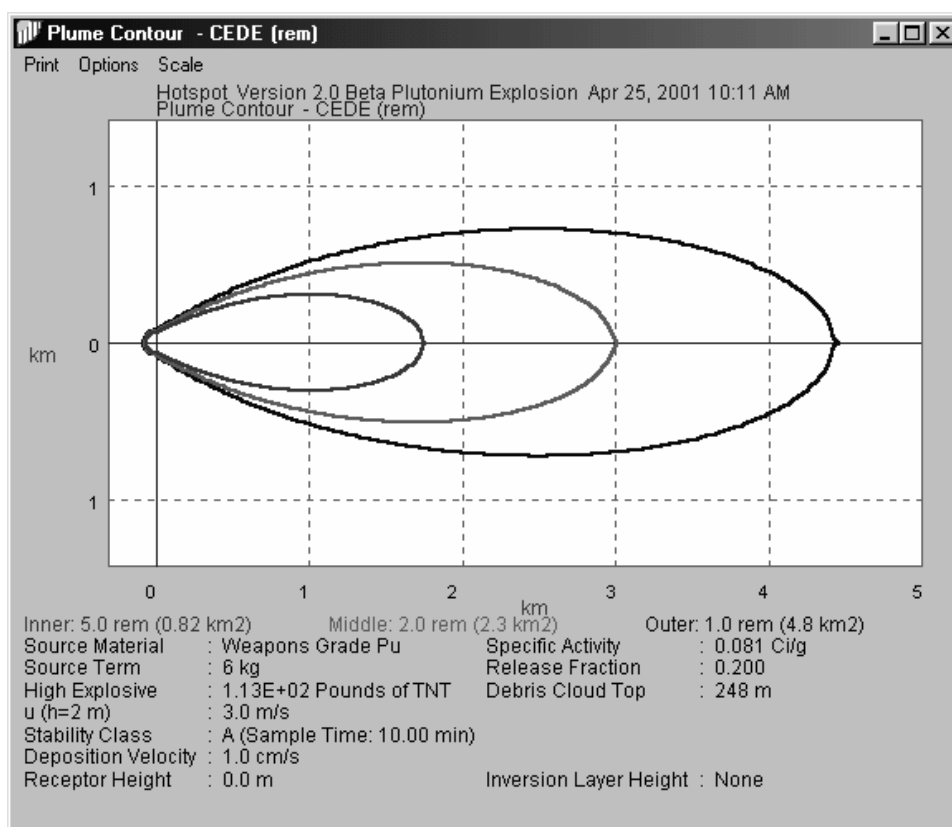 Plume Contour - CEDE (rem)
Print Options Scale
Hotspot Version 2.0 Beta Plutonium Explosion Apr 25, 2001 10:11 AM
Plume Contour - CEDE (rem)
1
km
0
1
0 1 2 3 4 5
km
Inner: 5.0 rem (0.82 km2) Middle: 2.0 rem (2.3 km2) Outer: 1.0 rem (4.8 km2)
Source Material : Weapons Grade Pu Specific Activity : 0.081 Ci/g
Source Term : 6 kg Release Fraction : 0.200
High Explosive : 1.13E+02 Pounds of TNT Debris Cloud Top : 248 m
u (h=2 m) : 3.0 m/s
Stability Class : A (Sample Time: 10.00 min)
Deposition Velocity : 1.0 cm/s
Receptor Height : 0.0 m Inversion Layer Height : None